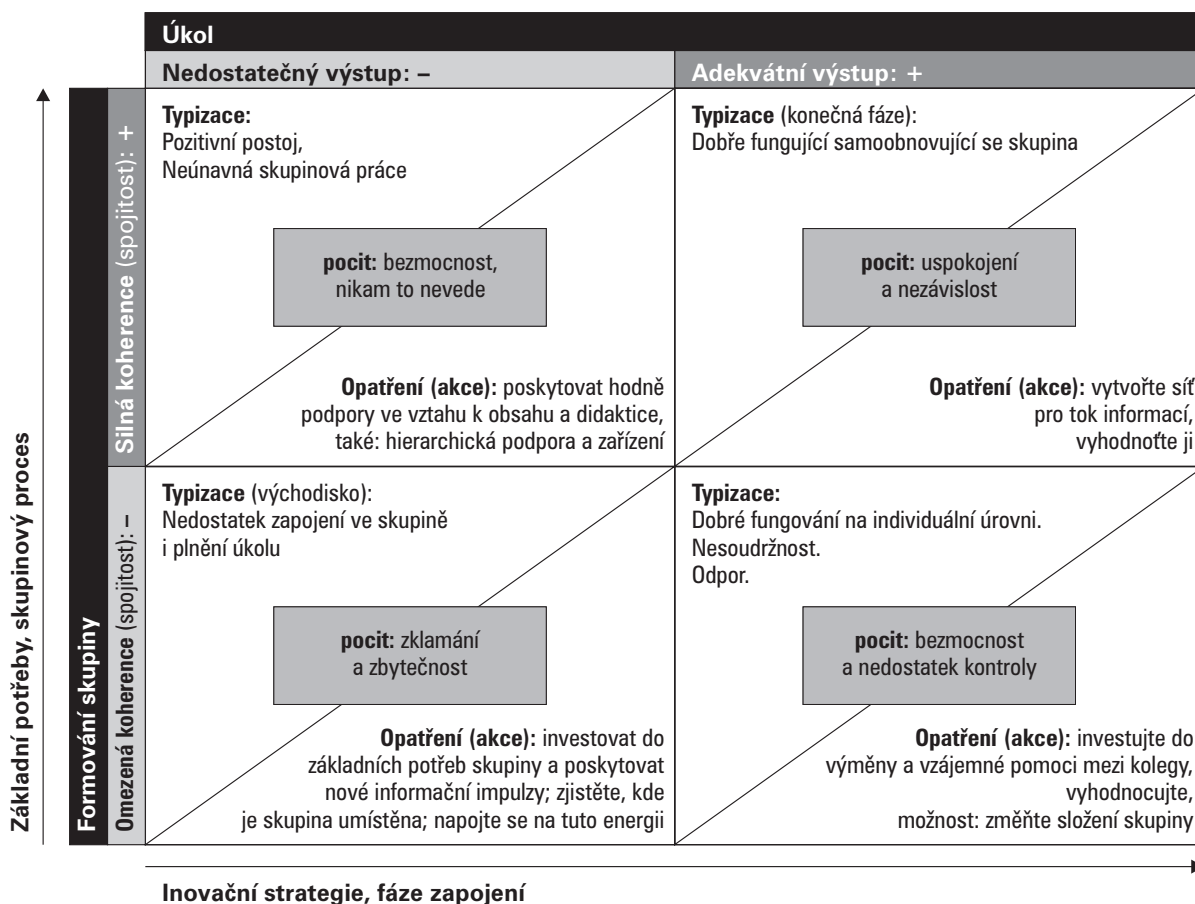 Úkol
Nedostatečný výstup: –
Adekvátní výstup: +
Základní potřeby, skupinový proces
Formování skupiny
Silná koherence (spojitost): +
Typizace:
Pozitivní postoj,
Neúnavná skupinová práce
pocit: bezmocnost,
nikam to nevede
Opatření (akce): poskytovat hodně
podpory ve vztahu k obsahu a didaktice,
také: hierarchická podpora a zařízení
Typizace (konečná fáze):
Dobře fungující samoobnovující se skupina
pocit: uspokojení
a nezávislost
Opatření (akce): vytvořte síť
pro tok informací,
vyhodnoťte ji
Omezená koherence (spojitost): –
Typizace (východisko):
Nedostatek zapojení ve skupině
i plnění úkolu
pocit: zklamání
a zbytečnost
Opatření (akce): investovat do
základních potřeb skupiny a poskytovat
nové informační impulzy; zjistěte, kde
je skupina umístěna; napojte se na tuto energii
Typizace:
Dobré fungování na individuální úrovni.
Nesoudržnost.
Odpor.
pocit: bezmocnost
a nedostatek kontroly
Opatření (akce): investujte do
výměny a vzájemné pomoci mezi kolegy,
vyhodnocujte,
možnost: změňte složení skupiny
Inovační strategie, fáze zapojení